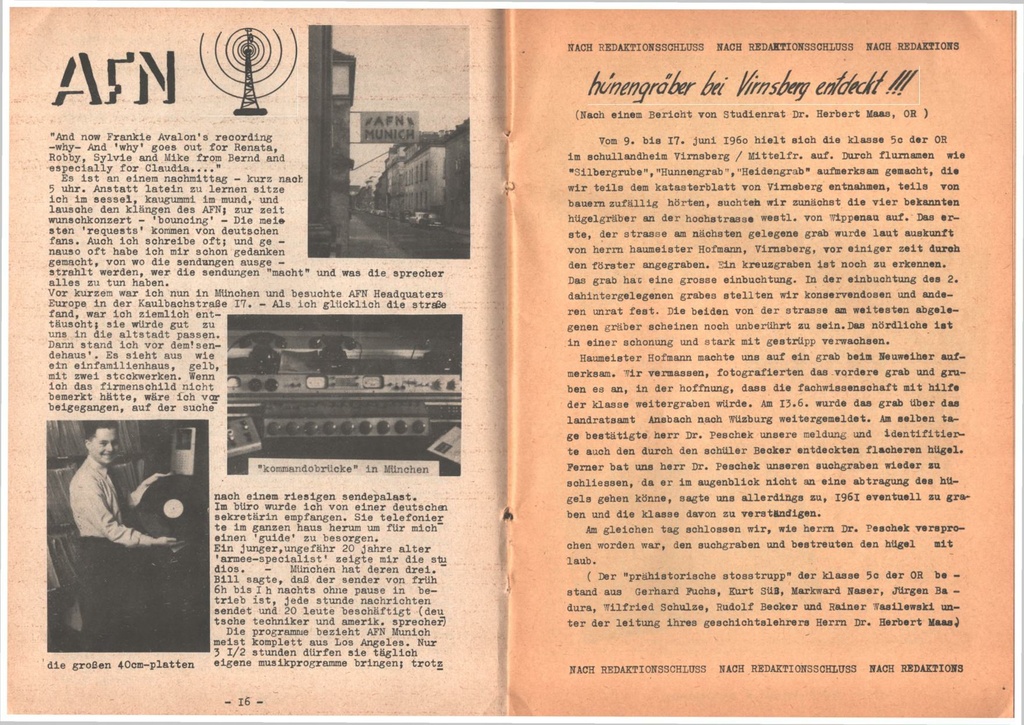 AFN
"And now Frankie Avalon's recording
-why- And 'why' goes out for Renata,
Robby, Sylvie and Mike from Bernd and
especially for Claudia...."
Es ist an einem nachmittag - kurz nach
5 uhr. Anstatt latein zu lernen sitze
ich im sessel, kaugummi im mund, und
lausche den klängen des AFN; zur zeit
wunschkonzert - 'bouncing' - Die mei=
sten 'requests' kommen von deutschen
fans. Auch ich schreibe oft; und ge -
nauso oft habe ich mir schon gedanken
gemacht, von wo die sendungen ausge -
strahlt werden, wer die sendungen "macht" und was die sprecher
alles zu tun haben.
Vor kurzem war ich nun in München und besuchte AFN Headquaters
Europe in der Kaulbachstraße I7. - Als ich glücklich die straße
fand, war ich ziemlich ent-
täuscht; sie würde gut zu
uns in die altstadt passen.
Dann stand ich vor dem'sen-
dehaus'. Es sieht aus wie
ein einfamilienhaus, gelb,
mit zwei stockwerken. Wenn
ich das firmenschild nicht
bemerkt hätte, wäre ich vor
beigegangen, auf der suche
AFN
MUNICH
"kommandobrücke" in München
nach einem riesigen sendepalast.
Im büro wurde ich von einer deutschen
sekretärin empfangen. Sie telefonier
te im ganzen haus herum um für mich
einen 'guide' zu besorgen.
Ein junger,ungefähr 20 jahre alter
'armee-specialist' zeigte mir die stu
dios. - München hat deren drei.
Bill sagte, daß der sender von früh
6h bis I h nachts ohne pause in be-
trieb ist, jede stunde nachrichten
sendet und 20 leute beschäftigt (deu
tsche techniker und amerik. sprecher)
Die programme bezieht AFN Munich
meist komplett aus Los Angeles. Nur
3 I/2 stunden dürfen sie täglich
eigene musikprogramme bringen; trotz
die großen 40cm-platten
- I6 -
NACH REDAKTIONSSCHLUSS NACH REDAKTIONSSCHLUSS NACH REDAKTIONS
hünengräber bei Virnsberg entdeckt !!!
(Nach einem Bericht von Studienrat Dr. Herbert Maas, OR )
Vom 9. bis I7. juni I96o hielt sich die klasse 5c der OR
im schullandheim Virnsberg / Mittelfr. auf. Durch flurnamen wie
"Silbergrube","Hunnengrab","Heidengrab" aufmerksam gemacht, die
wir teils dem katasterblatt von Virnsberg entnahmen, teils von
bauern zufällig hörten, suchten wir zunächst die vier bekannten
hügelgräber an der hochstrasse westl. von Wippenau auf. Das er-
ste, der strasse am nächsten gelegene grab wurde laut auskunft
von herrn haumeister Hofmann, Virnsberg, vor einiger zeit durch
den förster angegraben. Ein kreuzgraben ist noch zu erkennen.
Das grab hat eine grosse einbuchtung. In der einbuchtung des 2.
dahintergelegenen grabes stellten wir konservendosen und ande-
ren unrat fest. Die beiden von der strasse am weitesten abgele-
genen gräber scheinen noch unberührt zu sein.Das nördliche ist
in einer schonung und stark mit gestrüpp verwachsen.
Haumeister Hofmann machte uns auf ein grab beim Neuweiher auf-
merksam. Wir vermassen, fotografierten das vordere grab und gru-
ben es an, in der hoffnung, dass die fachwissenschaft mit hilfe
der klasse weitergraben würde. Am I3.6. wurde das grab über das
landratsamt Ansbach nach Wüzburg weitergemeldet. Am selben ta-
ge bestätigte herr Dr. Peschek unsere meldung und identifitier-
te auch den durch den schüler Becker entdeckten flacheren hügel.
Ferner bat uns herr Dr. Peschek unseren suchgraben wieder zu
schliessen, da er im augenblick nicht an eine abtragung des hü-
gels gehen könne, sagte uns allerdings zu, I96I eventuell zu gra-
ben und die klasse davon zu verständigen.
Am gleichen tag schlossen wir, wie herrn Dr. Peschek verspro-
chen worden war, den suchgraben und bestreuten den hügel mit
laub.
( Der "prähistorische stosstrupp" der klasse 5c der OR be -
stand aus Gerhard Fuchs, Kurt Süß, Markward Naser, Jürgen Ba -
dura, Wilfried Schulze, Rudolf Becker und Rainer Wasilewski un-
ter der leitung ihres geschichtslehrers Herrn Dr. Herbert Maas)
NACH REDAKTIONSSCHLUSS NACH REDAKTIONSSCHLUSS NACH REDAKTIONS